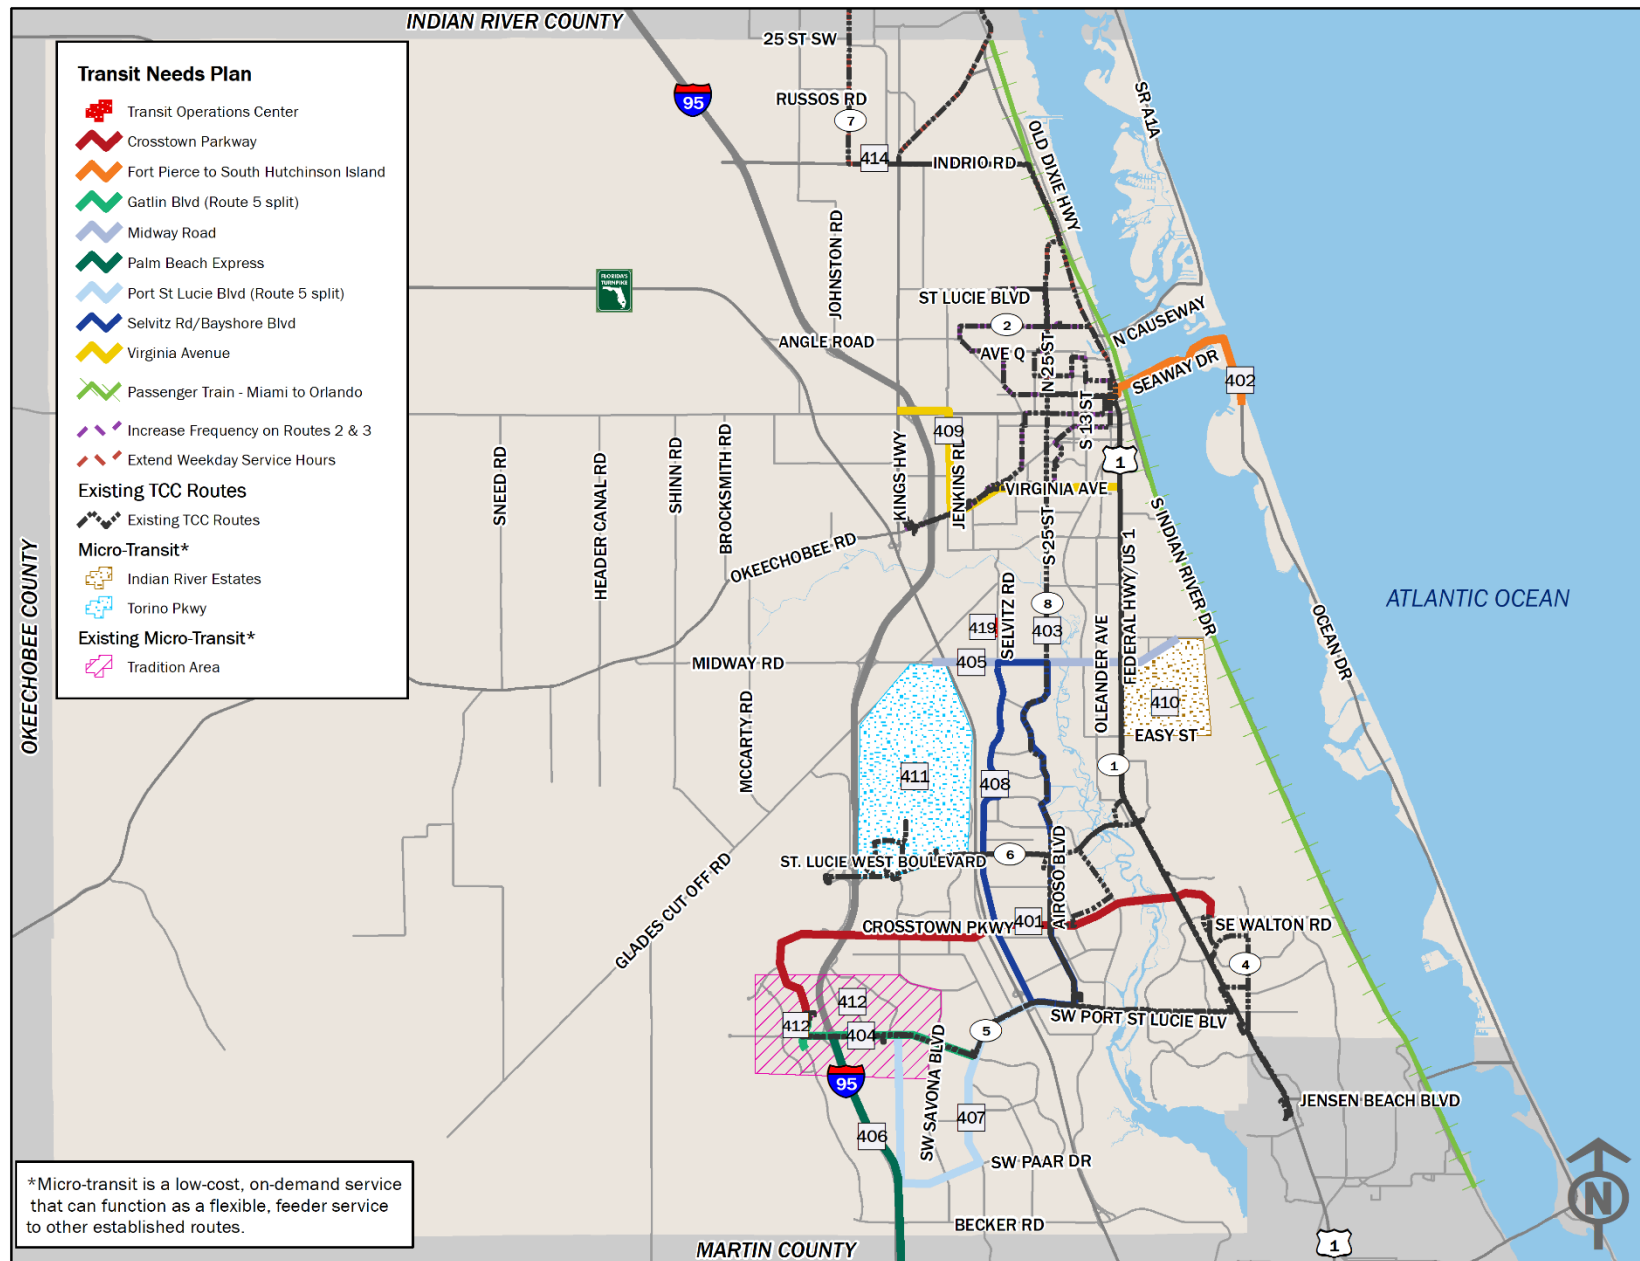 INDIAN RIVER COUNTY
25 ST SW
Transit Needs Plan
Transit Operations Center
Crosstown Parkway
Fort Pierce to South Hutchinson Island
Gatlin Blvd (Route 5 split)
Midway Road
Palm Beach Express
Port St Lucie Blvd (Route 5 split)
Selvitz Rd/Bayshore Blvd
Virginia Avenue
Passenger Train - Miami to Orlando
Increase Frequency on Routes 2 & 3
Extend Weekday Service Hours
Existing TCC Routes
Existing TCC Routes
Micro-Transit*
Indian River Estates
Torino Pkwy
Existing Micro-Transit*
Tradition Area
95
RUSSOS RD
7
414
INDRIO RD
OLD DIXIE HWY
SR A1A
JOHNSTON RD
FLORIDA'S
TURNPIKE
ST LUCIE BLVD
2
N CAUSEWAY
ANGLE ROAD
AVE Q
N 25 ST
SEAWAY DR
402
S 13 ST
409
KINGS HWY
JENKINS RD
1
VIRGINIA AVE
SNEED RD
HEADER CANAL RD
SHINN RD
BROCKSMITH RD
OKEECHOBEE RD
S 25 ST
S INDIAN RIVER DR
FEDERAL HWY/US 1
OKEECHOBEE COUNTY
ATLANTIC OCEAN
OCEAN DR
SELVITZ RD
8
419
403
OLEANDER AVE
MIDWAY RD
405
MCCARTY RD
410
EASY ST
1
411
408
ST. LUCIE WEST BOULEVARD
6
AIROSO BLVD
GLADES CUT OFF RD
CROSSTOWN PKWY
401
SE WALTON RD
4
412
412
404
5
SW PORT ST LUCIE BLV
SW SAVONA BLVD
95
407
406
JENSEN BEACH BLVD
SW PAAR DR
BECKER RD
*Micro-transit is a low-cost, on-demand service
that can function as a flexible, feeder service
to other established routes.
MARTIN COUNTY
1
N